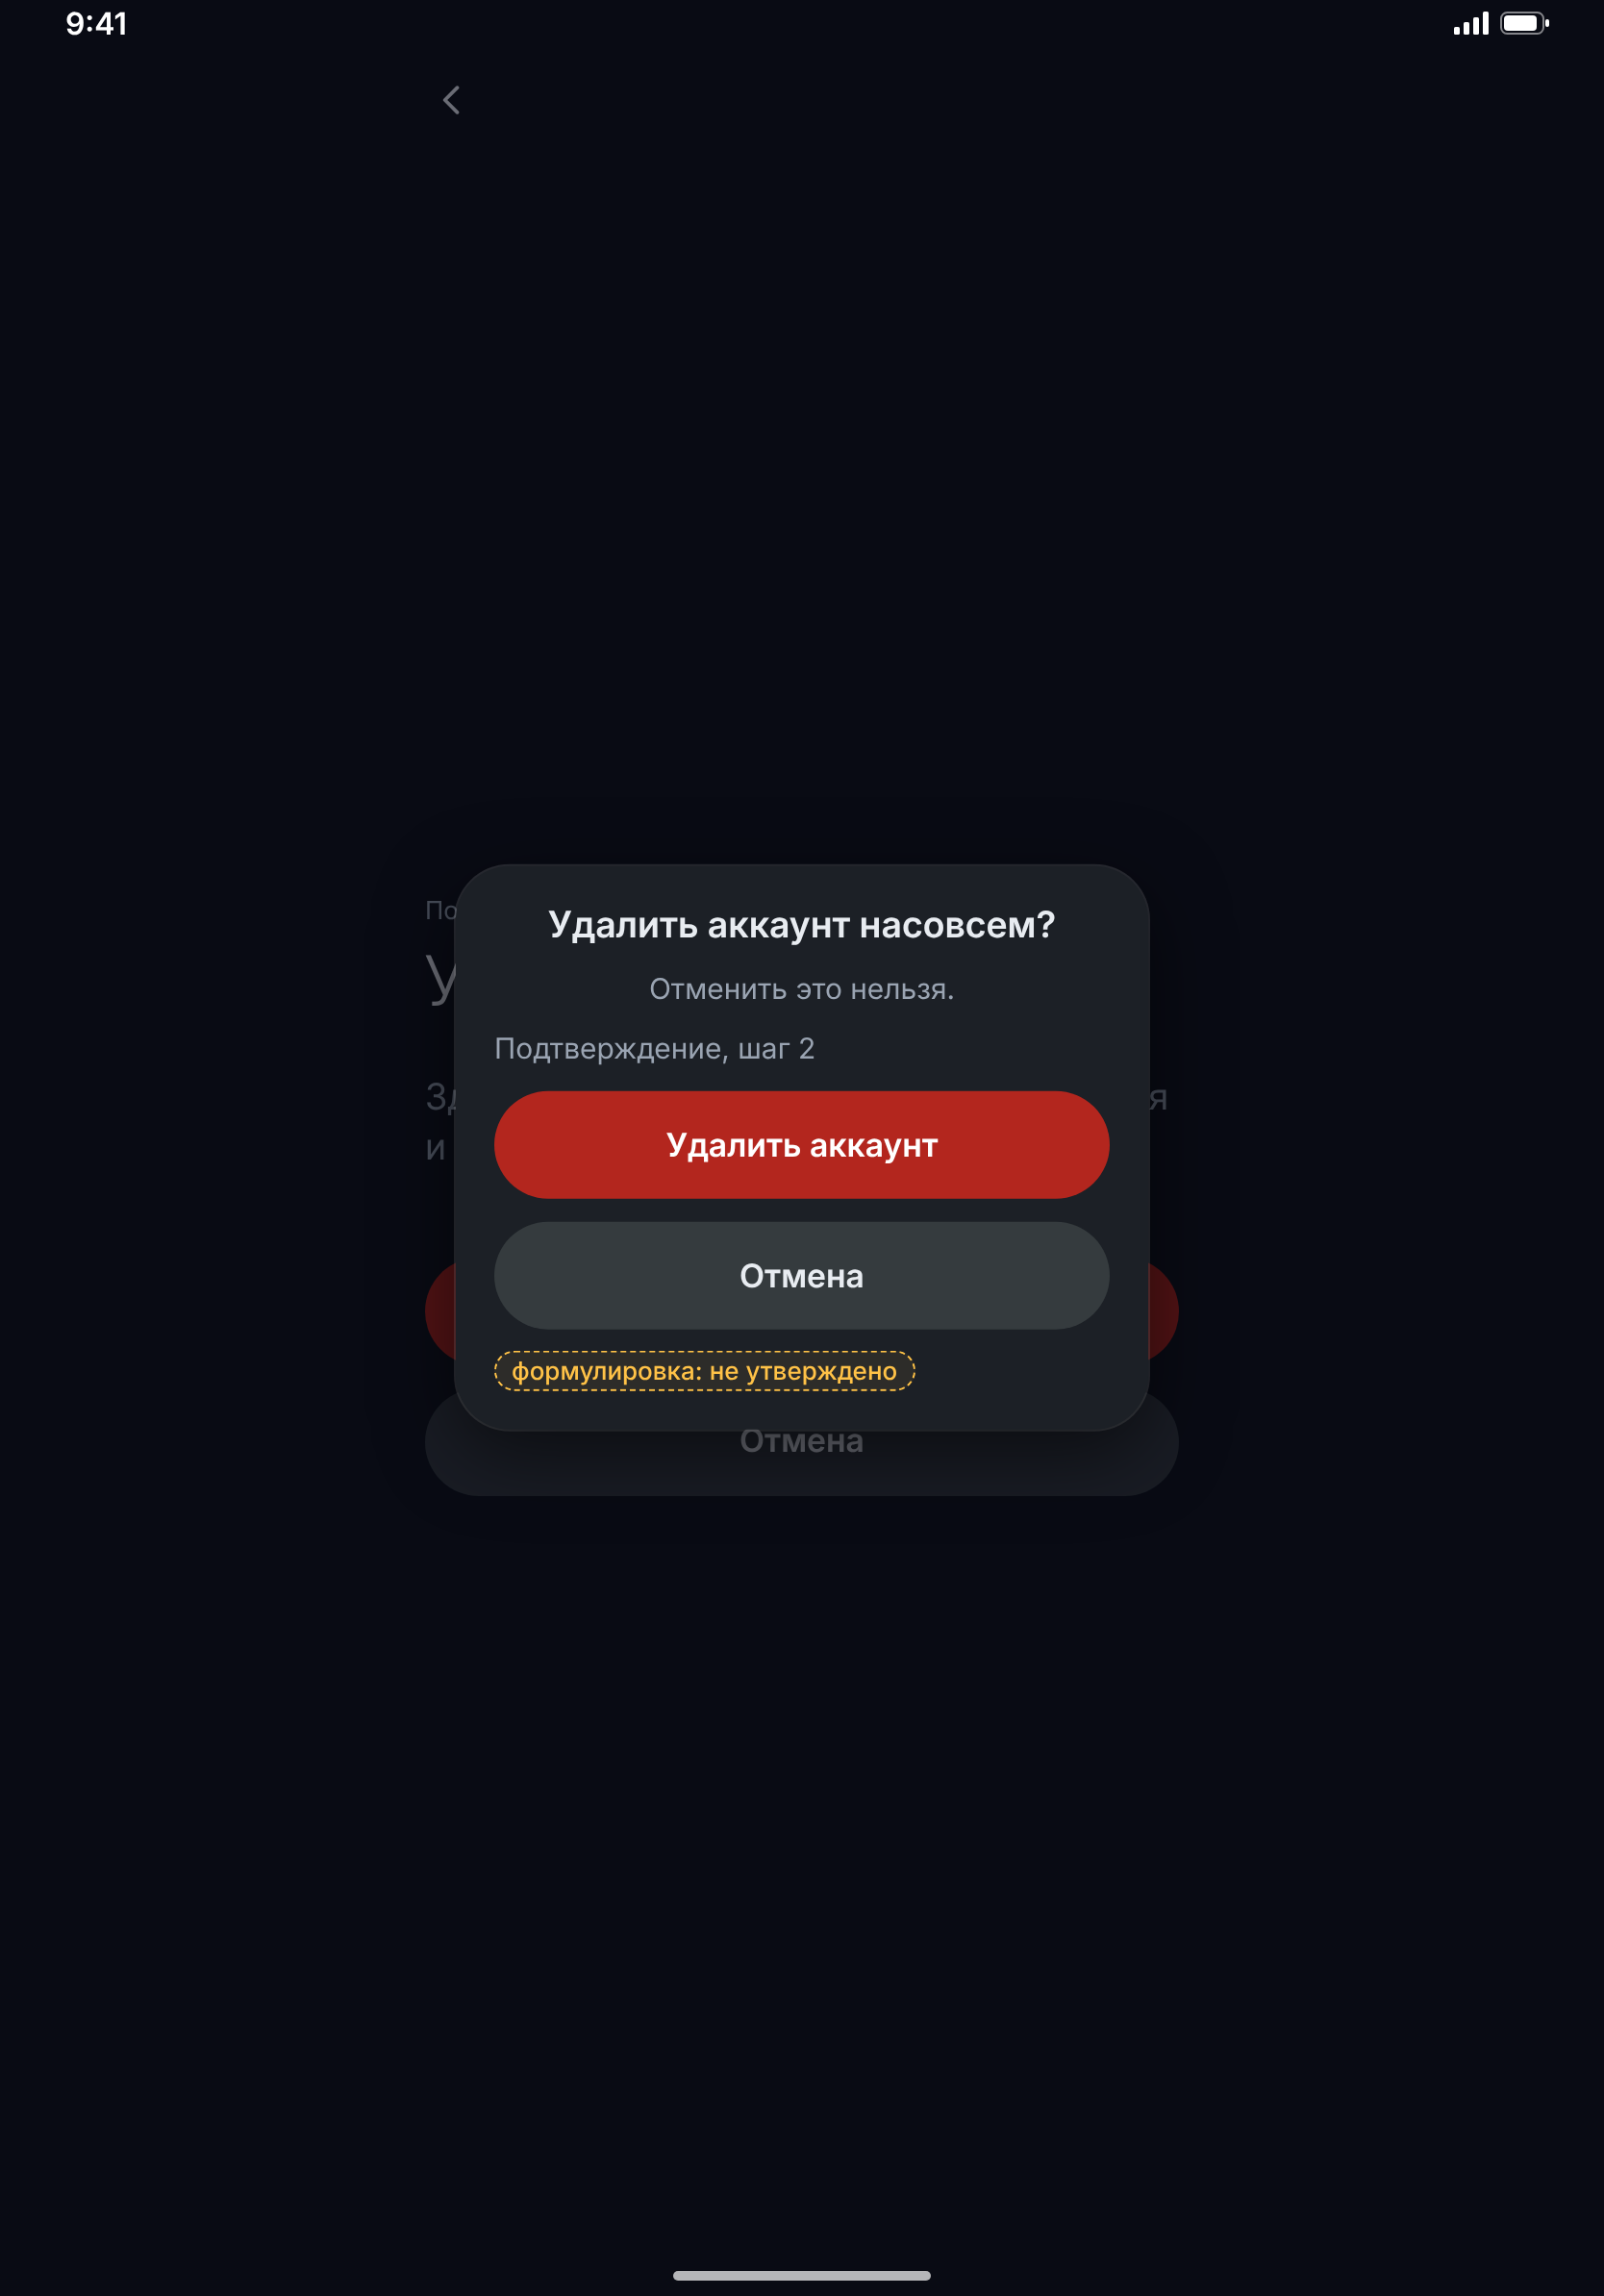 9:41
Удалить аккаунт насовсем?
Отменить это нельзя.
Подтверждение, шаг 2
Удалить аккаунт
Отмена
формулировка: не утверждено
и
Отмена